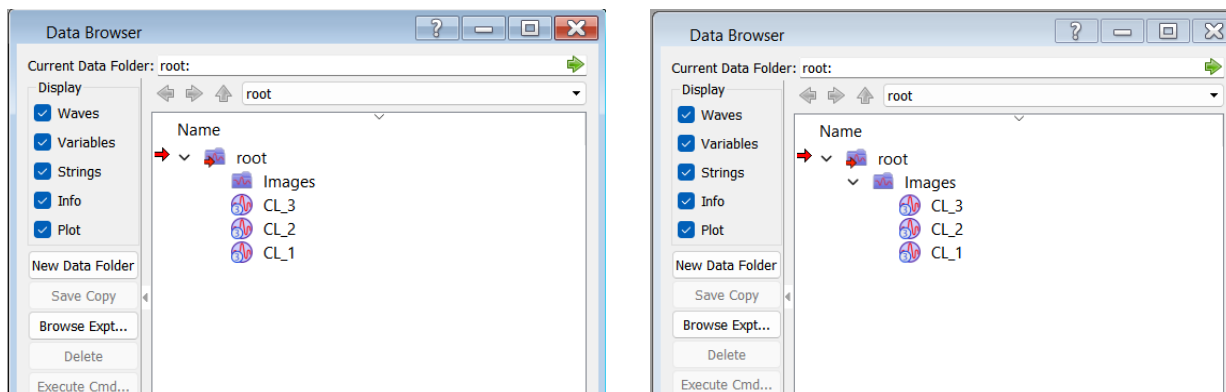 Data Browser
Current Data Folder: root:
Display
Waves
Variables
Strings
Info
Plot
New Data Folder
Save Copy
Browse Expt...
Delete
Execute Cmd...
root
Name
root
Images
CL_3
CL_2
CL_1
Data Browser
Current Data Folder: root:
Display
Waves
Variables
Strings
Info
Plot
New Data Folder
Save Copy
Browse Expt...
Delete
Execute Cmd...
root
Name
root
Images
CL_3
CL_2
CL_1